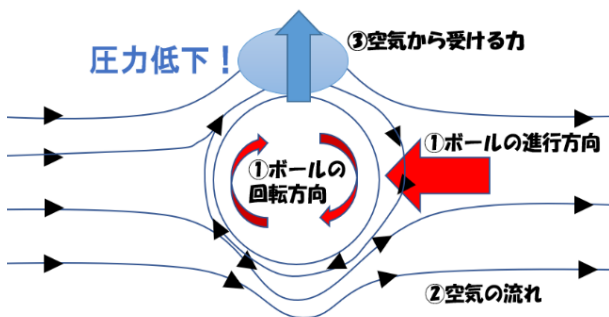 ③空気から受ける力
圧力低下！
①ボールの進行方向
①ボールの
回転方向
②空気の流れ